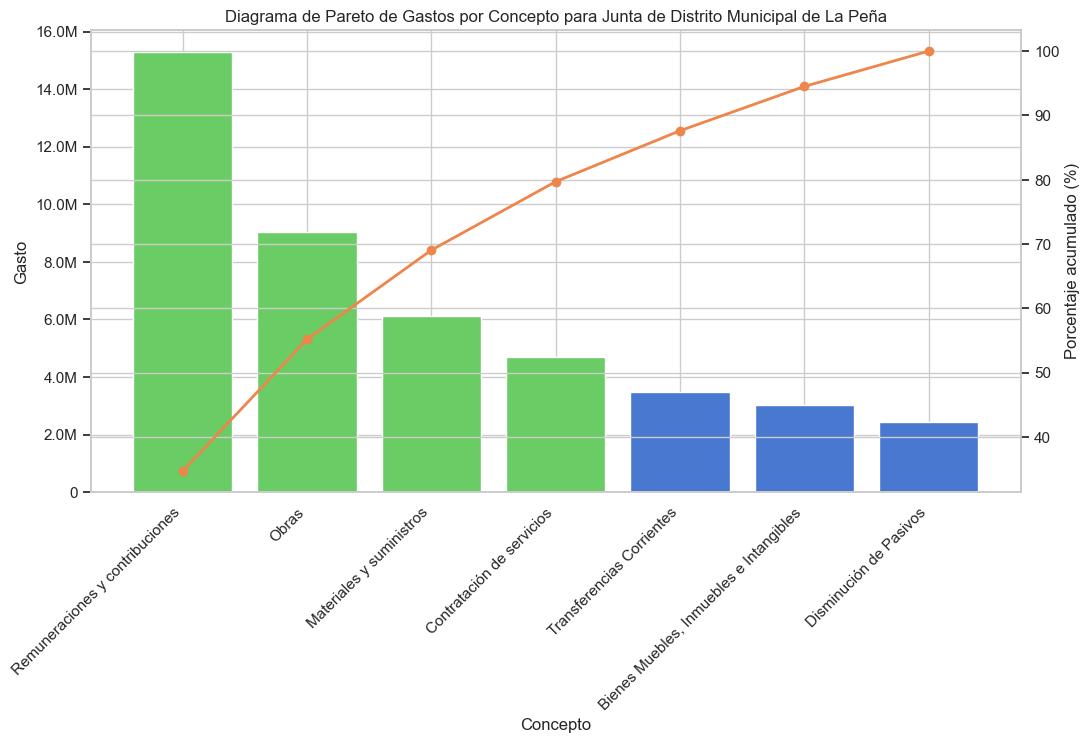 Diagrama de Pareto de Gastos por Concepto para Junta de Distrito Municipal de La Peña
16.0M
14.0M
12.0M
10.0M
8.0M
6.0M
4.0M
2.0M
0
Gasto
100
90
80
70
60
50
40
Porcentaje acumulado (%)
Remuneraciones y contribuciones
Obras
Materiales y suministros
Contratación de servicios
Transferencias Corrientes
Bienes Muebles, Inmuebles e Intangibles
Disminución de Pasivos
Concepto